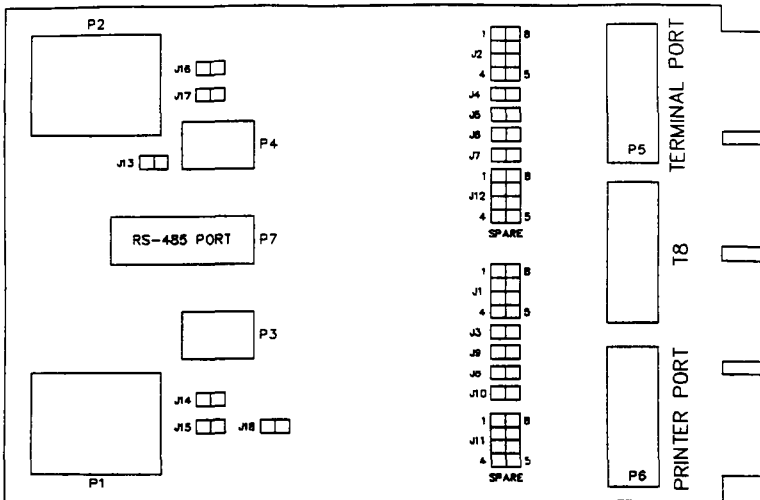 P2
J16
J17
P4
J13
RS-485 PORT
P7
P3
J14
J15
J18
P1
1 8
J2
4 5
J4
J5
J6
J7
1 8
J12
4 5
SPARE
1 8
J1
4 5
J3
J9
J8
J10
1 8
J11
4 5
SPARE
P5
TERMINAL PORT
T8
P6
PRINTER PORT